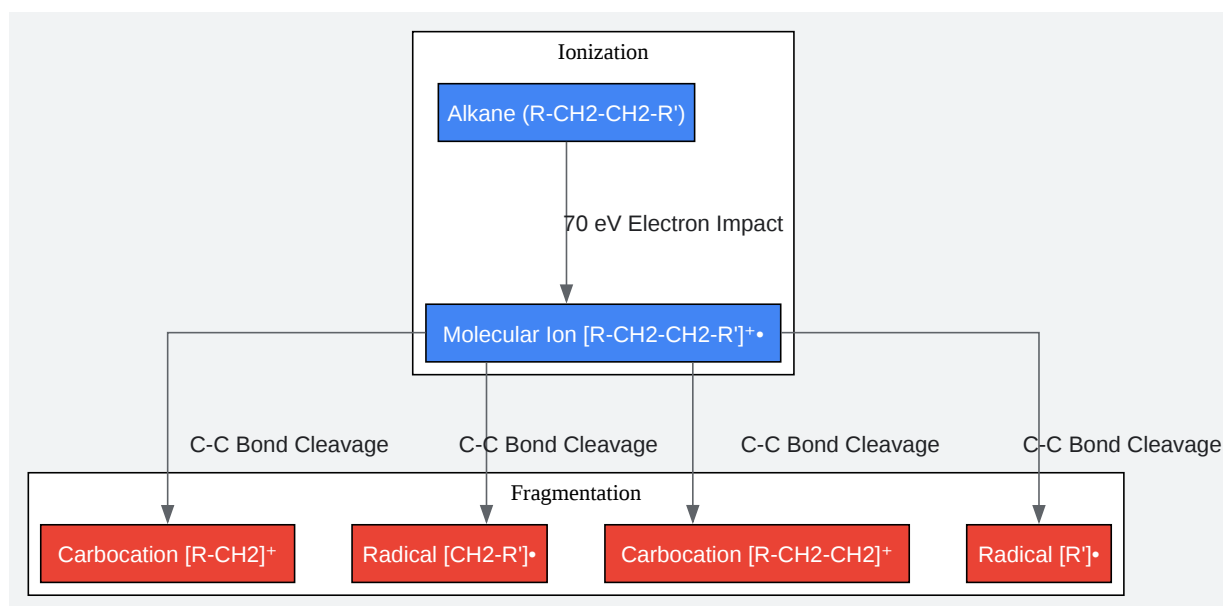 Ionization
Alkane (R-CH2-CH2-R')
70 eV Electron Impact
Molecular Ion [R-CH2-CH2-R']⁺•
C-C Bond Cleavage
C-C Bond Cleavage
C-C Bond Cleavage
C-C Bond Cleavage
Fragmentation
Carbocation [R-CH2]⁺
Radical [CH2-R']•
Carbocation [R-CH2-CH2]⁺
Radical [R']•